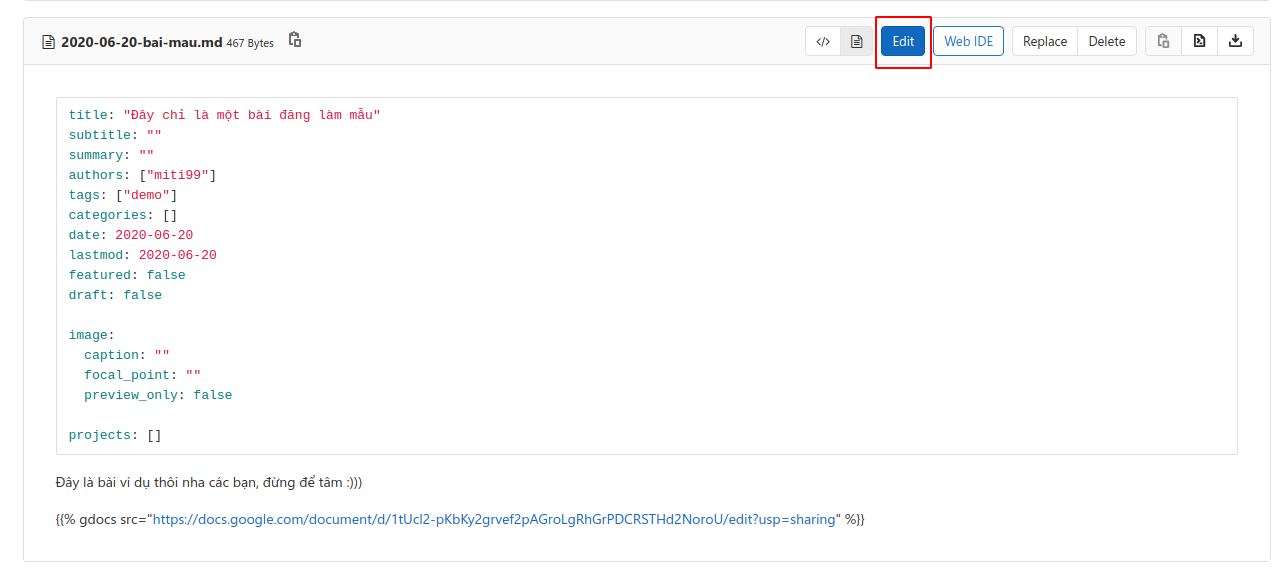 2020-06-20-bai-mau.md 467 Bytes Edit Web IDE Replace Delete
title: "Đây chỉ là một bài đăng làm mẫu"
subtitle: ""
summary: ""
authors: ["miti99"]
tags: ["demo"]
categories: []
date: 2020-06-20
lastmod: 2020-06-20
featured: false
draft: false
image:
  caption: ""
  focal_point: ""
  preview_only: false
projects: []
Đây là bài ví dụ thôi nha các bạn, đừng để tâm :)))
{{% gdocs src="https://docs.google.com/document/d/1tUcl2-pKbKy2grvef2pAGroLgRhGrPDCRSTHd2NoroU/edit?usp=sharing" %}}